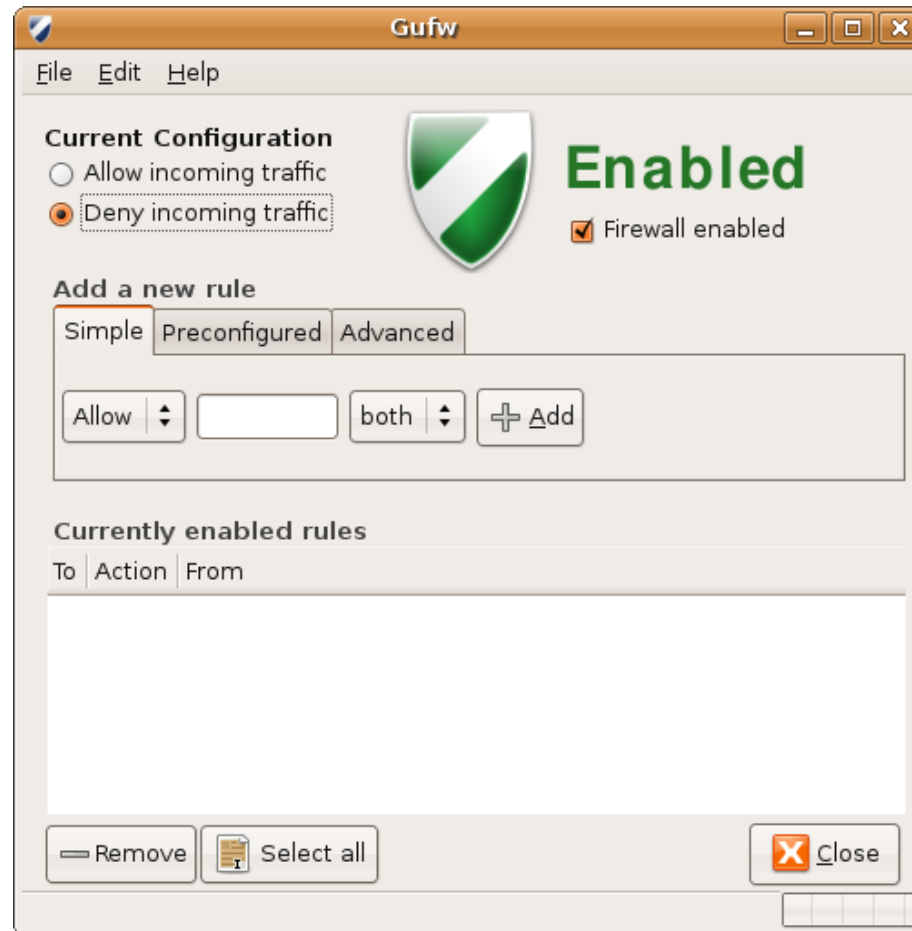 Gufw
File Edit Help
Current Configuration
Allow incoming traffic
Deny incoming traffic
Enabled
Firewall enabled
Add a new rule
Simple Preconfigured Advanced
Allow both Add
Currently enabled rules
To Action From
Remove Select all Close